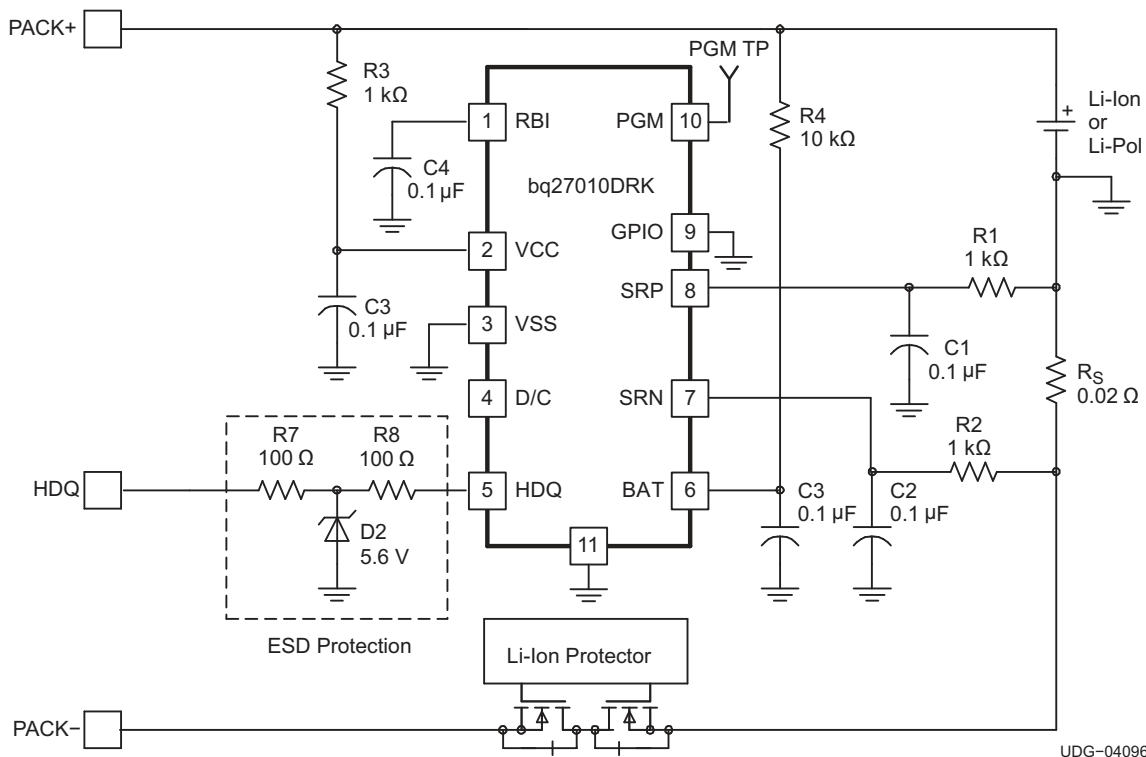 PACK+
PGM TP
R3
1 kΩ
R4
10 kΩ
+
Li-Ion
or
Li-Pol
1
RBI
PGM
10
C4
0.1 µF
bq27010DRK
GPIO
9
2
VCC
SRP
8
R1
1 kΩ
C3
0.1 µF
3
VSS
C1
0.1 µF
RS
0.02 Ω
4
D/C
SRN
7
R7
100 Ω
R8
100 Ω
R2
1 kΩ
HDQ
5
HDQ
BAT
6
C3
0.1 µF
C2
0.1 µF
D2
5.6 V
11
ESD Protection
Li-Ion Protector
PACK−
UDG−04096